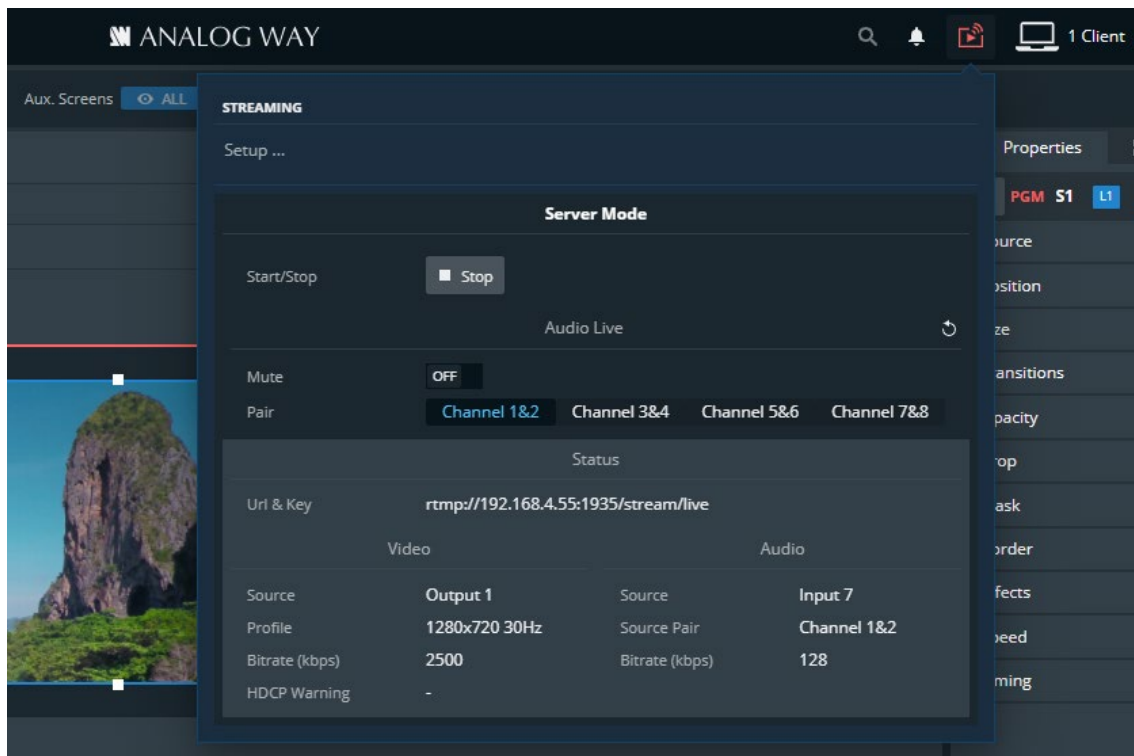 ANALOG WAY
1 Client
Aux. Screens ALL
STREAMING
Setup ...
Properties
Server Mode
PGM S1 L1
Start/Stop Stop
Audio Live
Mute OFF
Pair Channel 1&2 Channel 3&4 Channel 5&6 Channel 7&8
Status
Url & Key rtmp://192.168.4.55:1935/stream/live
Video Audio
Source Output 1 Source Input 7
Profile 1280x720 30Hz Source Pair Channel 1&2
Bitrate (kbps) 2500 Bitrate (kbps) 128
HDCP Warning -